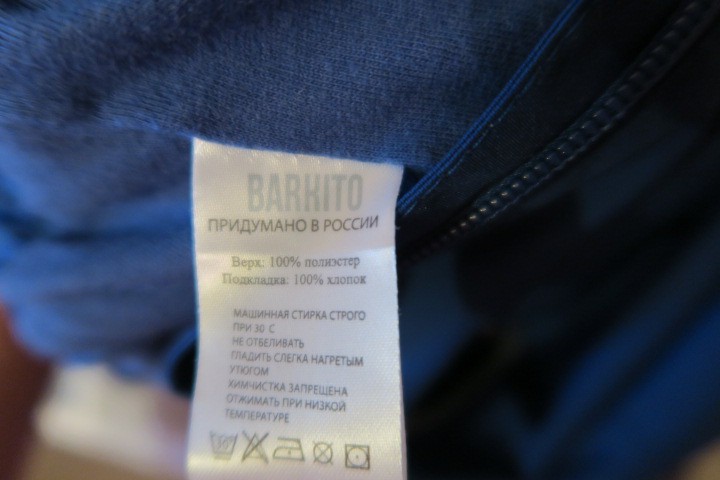 BARKITO
ПРИДУМАНО В РОССИИ
Верх: 100% полиэстер
Подкладка: 100% хлопок
МАШИННАЯ СТИРКА СТРОГО
ПРИ 30 С
НЕ ОТБЕЛИВАТЬ
ГЛАДИТЬ СЛЕГКА НАГРЕТЫМ
УТЮГОМ
ХИМЧИСТКА ЗАПРЕЩЕНА
ОТЖИМАТЬ ПРИ НИЗКОЙ
ТЕМПЕРАТУРЕ
30°